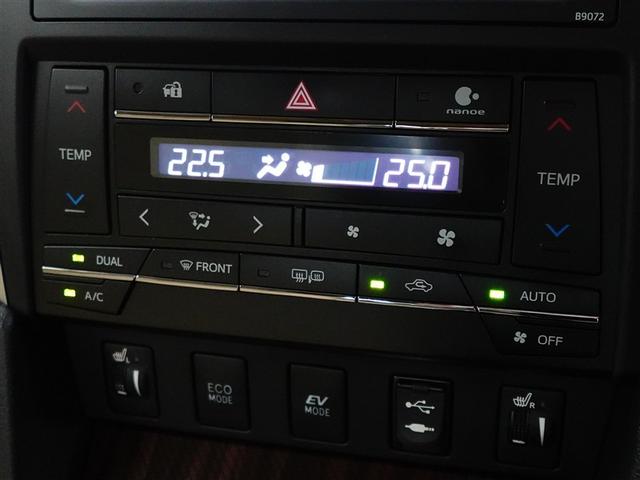 B9072
nanoe
TEMP
22.5 25.0
TEMP
DUAL
FRONT
AUTO
A/C
OFF
L
ECO
MODE
EV
MODE
R